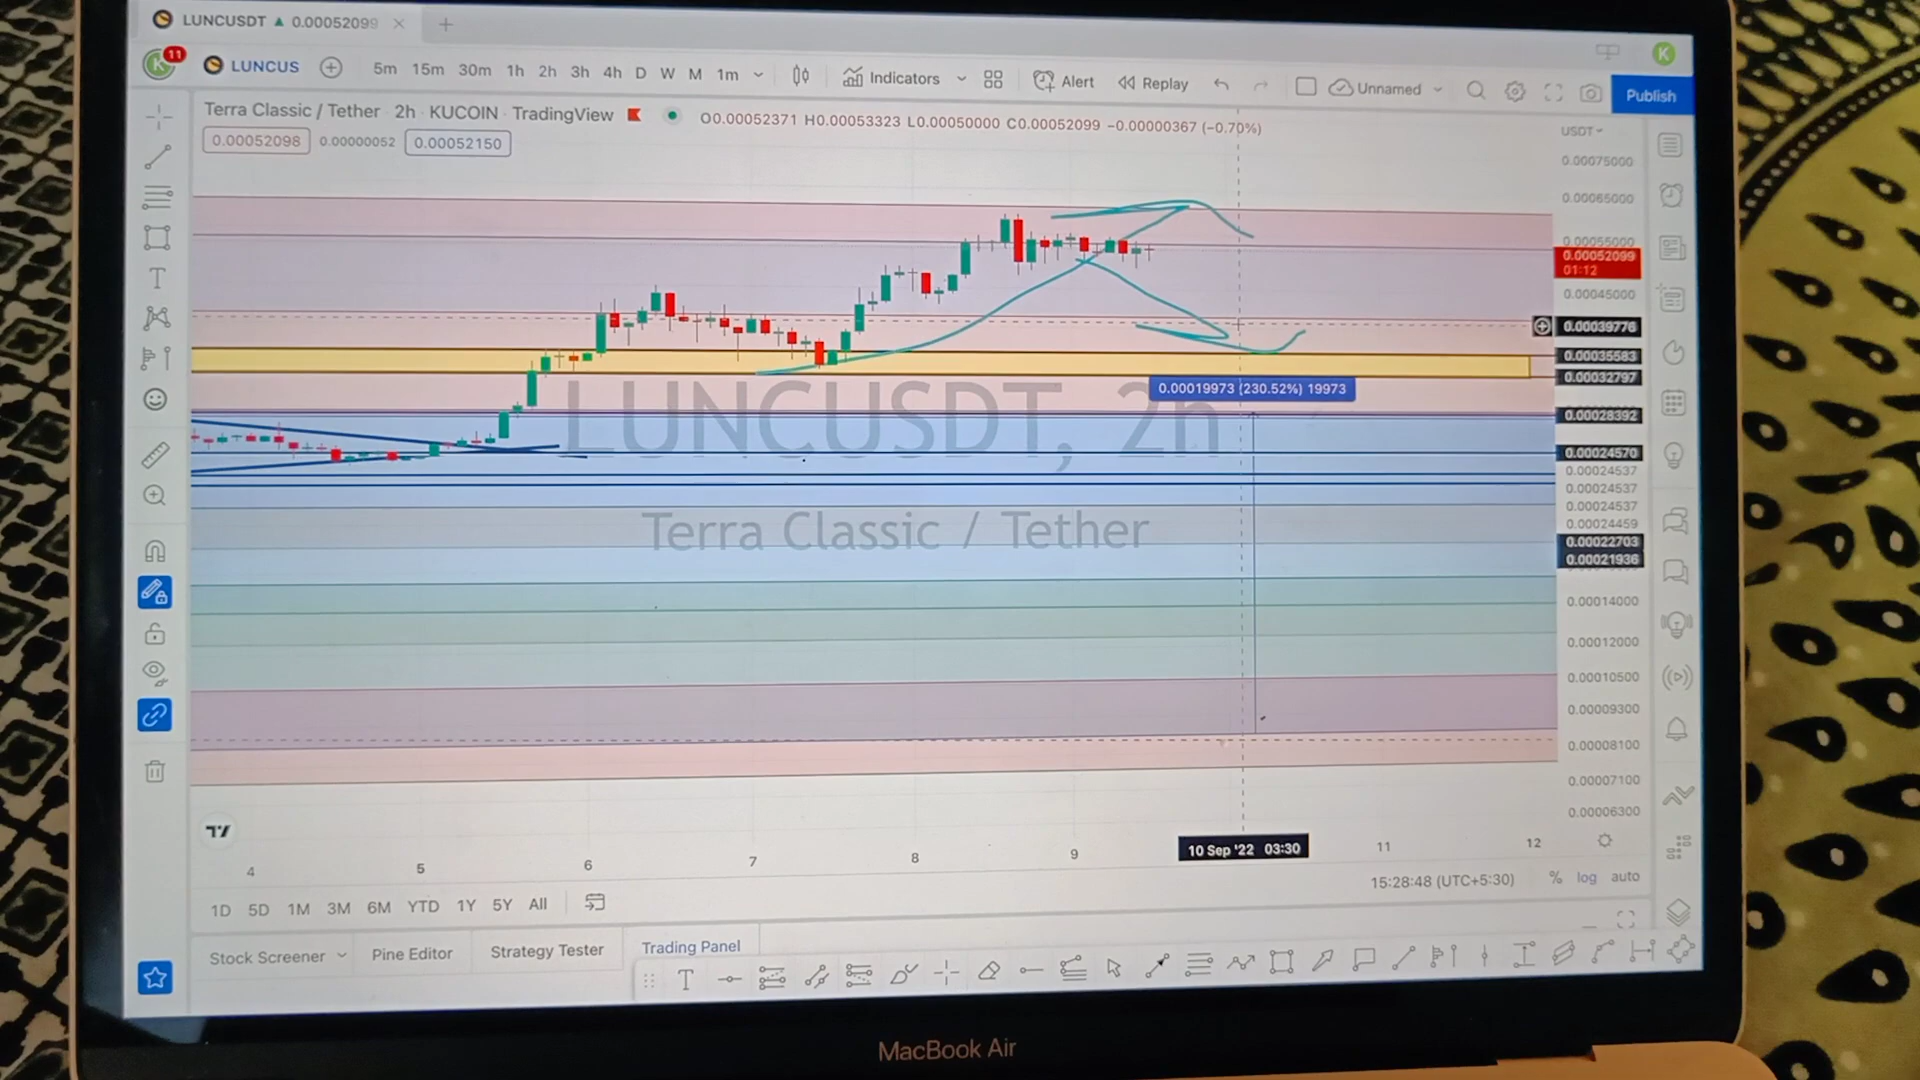 LUNCUSDT ▲ 0.00052099
K 11 LUNCUS 5m 15m 30m 1h 2h 3h 4h D W M 1m Indicators Alert Replay Unnamed Publish K
Terra Classic / Tether · 2h · KUCOIN · TradingView O0.00052371 H0.00053323 L0.00050000 C0.00052099 −0.00000367 (−0.70%)
0.00052098 0.00000052 0.00052150
USDT
0.00075000
0.00065000
0.00055000
0.00052099
01:12
0.00045000
0.00039776
0.00035583
0.00032797
0.00019973 (230.52%) 19973
0.00028392
LUNCUSDT, 2h
0.00024570
0.00024537
0.00024537
0.00024537
0.00024459
Terra Classic / Tether
0.00022703
0.00021936
0.00014000
0.00012000
0.00010500
0.00009300
0.00008100
0.00007100
0.00006300
4 5 6 7 8 9 10 Sep '22 03:30 11 12
15:28:48 (UTC+5:30) % log auto
1D 5D 1M 3M 6M YTD 1Y 5Y All
Stock Screener Pine Editor Strategy Tester Trading Panel
MacBook Air